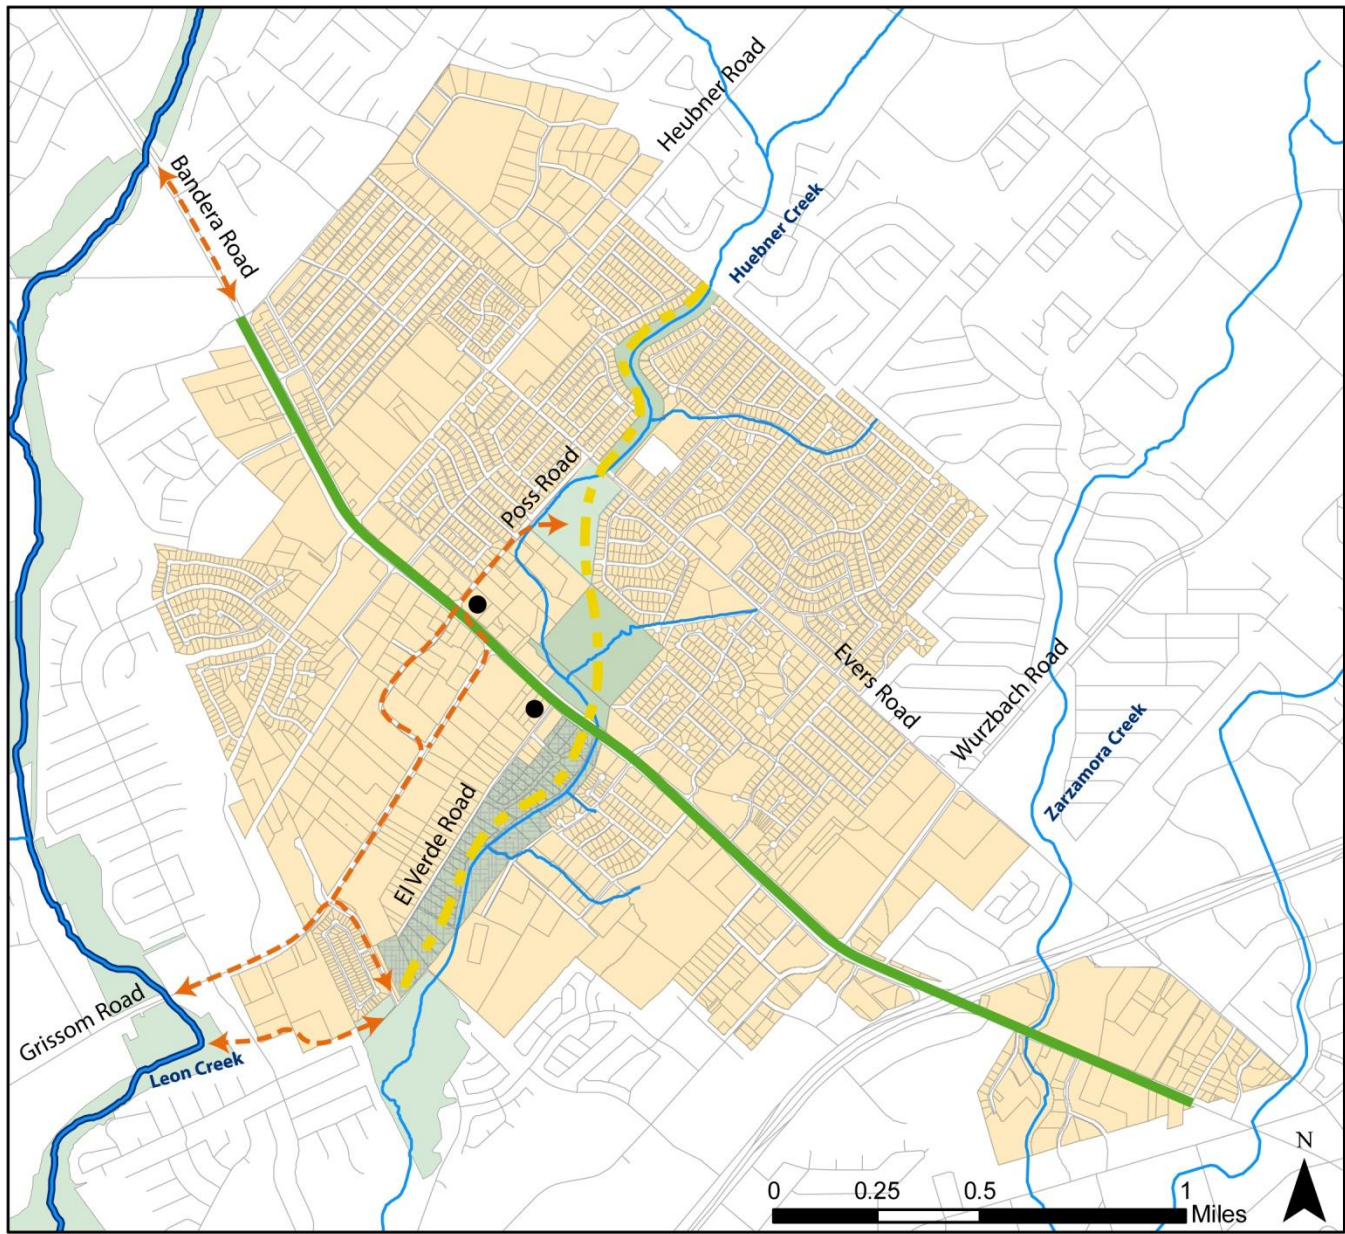 Heubner Road
Bandera Road
Huebner Creek
Poss Road
Evers Road
Wurzbach Road
Zarzamora Creek
El Verde Road
Grissom Road
Leon Creek
N
0 0.25 0.5 1
Miles